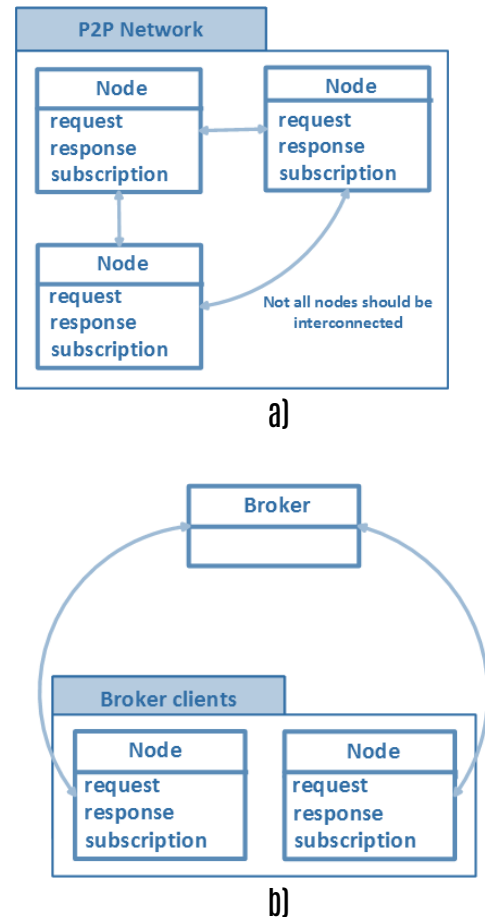 P2P Network
Node
request
response
subscription
Node
request
response
subscription
Node
request
response
subscription
Not all nodes should be
interconnected
a)
Broker
Broker clients
Node
request
response
subscription
Node
request
response
subscription
b)